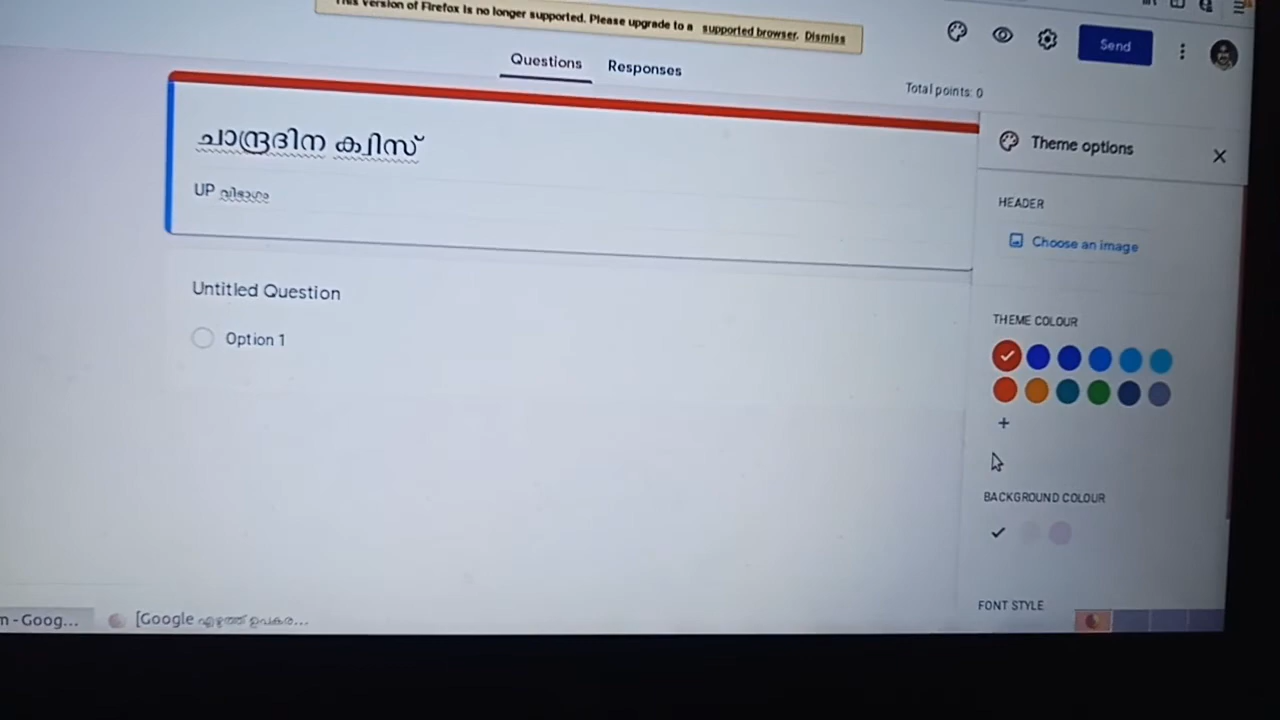 This version of Firefox is no longer supported. Please upgrade to a supported browser. Dismiss
Send
Questions
Responses
Total points: 0
ചാന്ദ്രദിന ക്വിസ്
UP വിഭാഗം
Untitled Question
Option 1
Theme options
HEADER
Choose an image
THEME COLOUR
BACKGROUND COLOUR
FONT STYLE
- Goog...
[Google എഴുത്ത് ഉപകര...